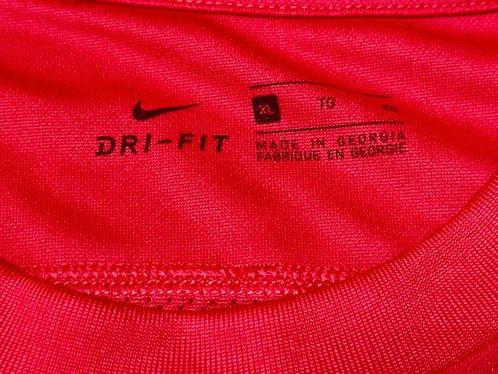 DRI-FIT
XL TG
MADE IN GEORGIA
FABRIQUE EN GEORGIE